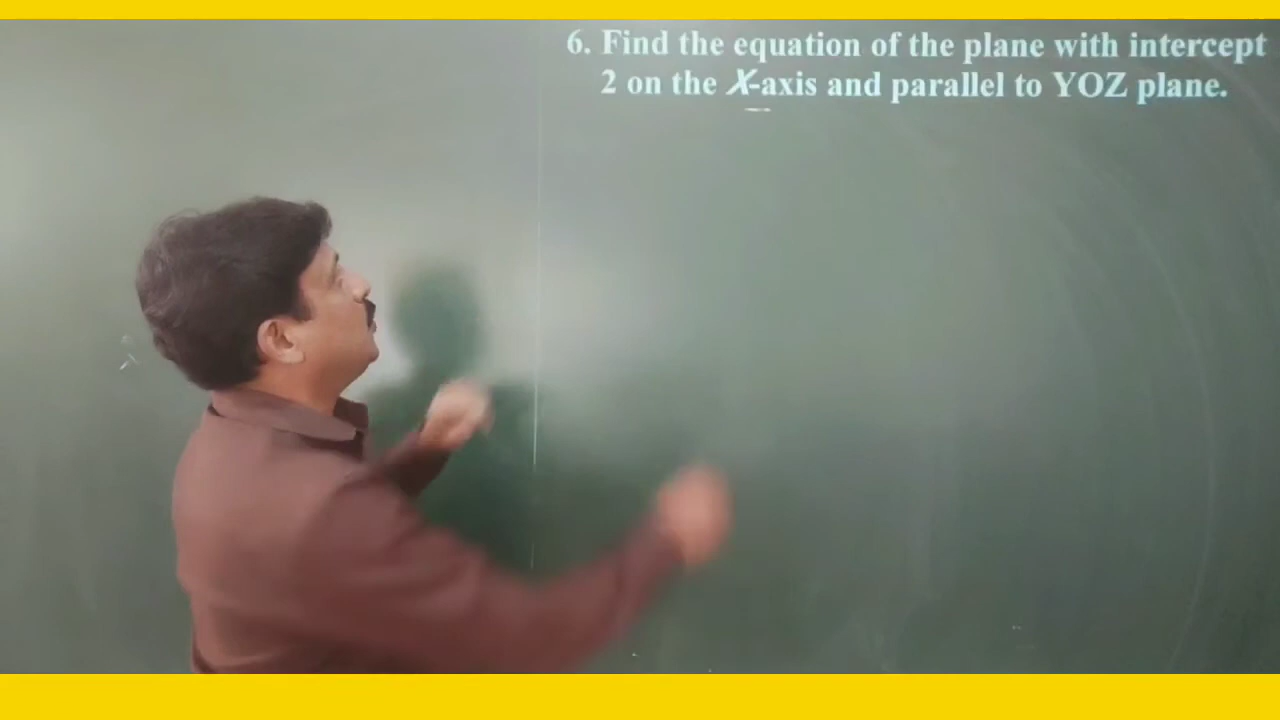 6. Find the equation of the plane with intercept
2 on the X-axis and parallel to YOZ plane.